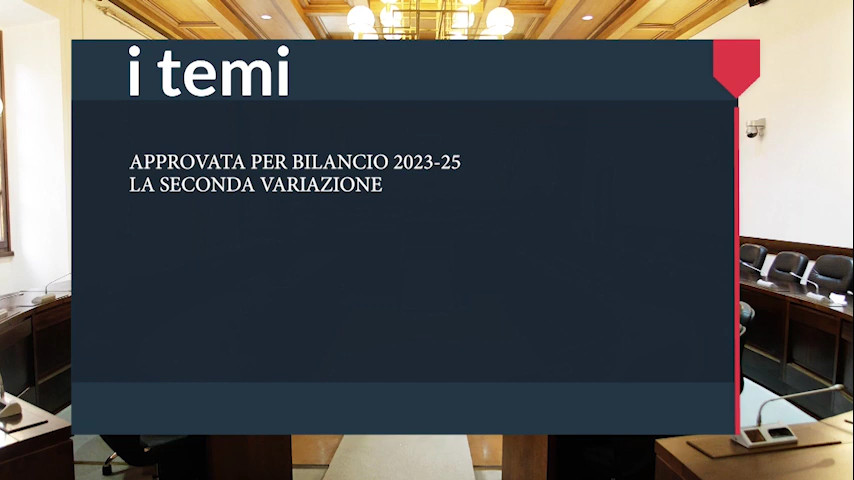 i temi
APPROVATA PER BILANCIO 2023-25
LA SECONDA VARIAZIONE